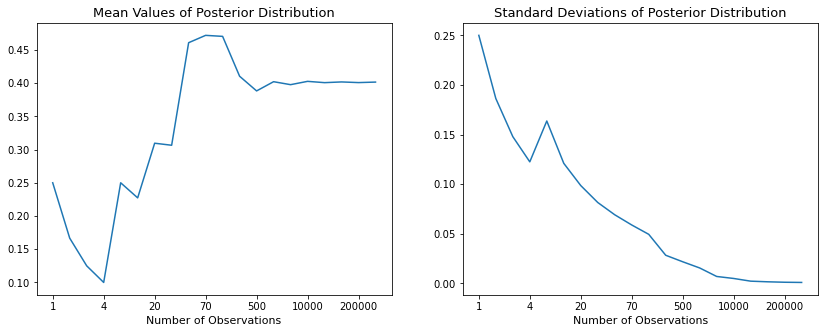 Mean Values of Posterior Distribution
0.45
0.40
0.35
0.30
0.25
0.20
0.15
0.10
1 4 20 70 500 10000 200000
Number of Observations
Standard Deviations of Posterior Distribution
0.25
0.20
0.15
0.10
0.05
0.00
1 4 20 70 500 10000 200000
Number of Observations